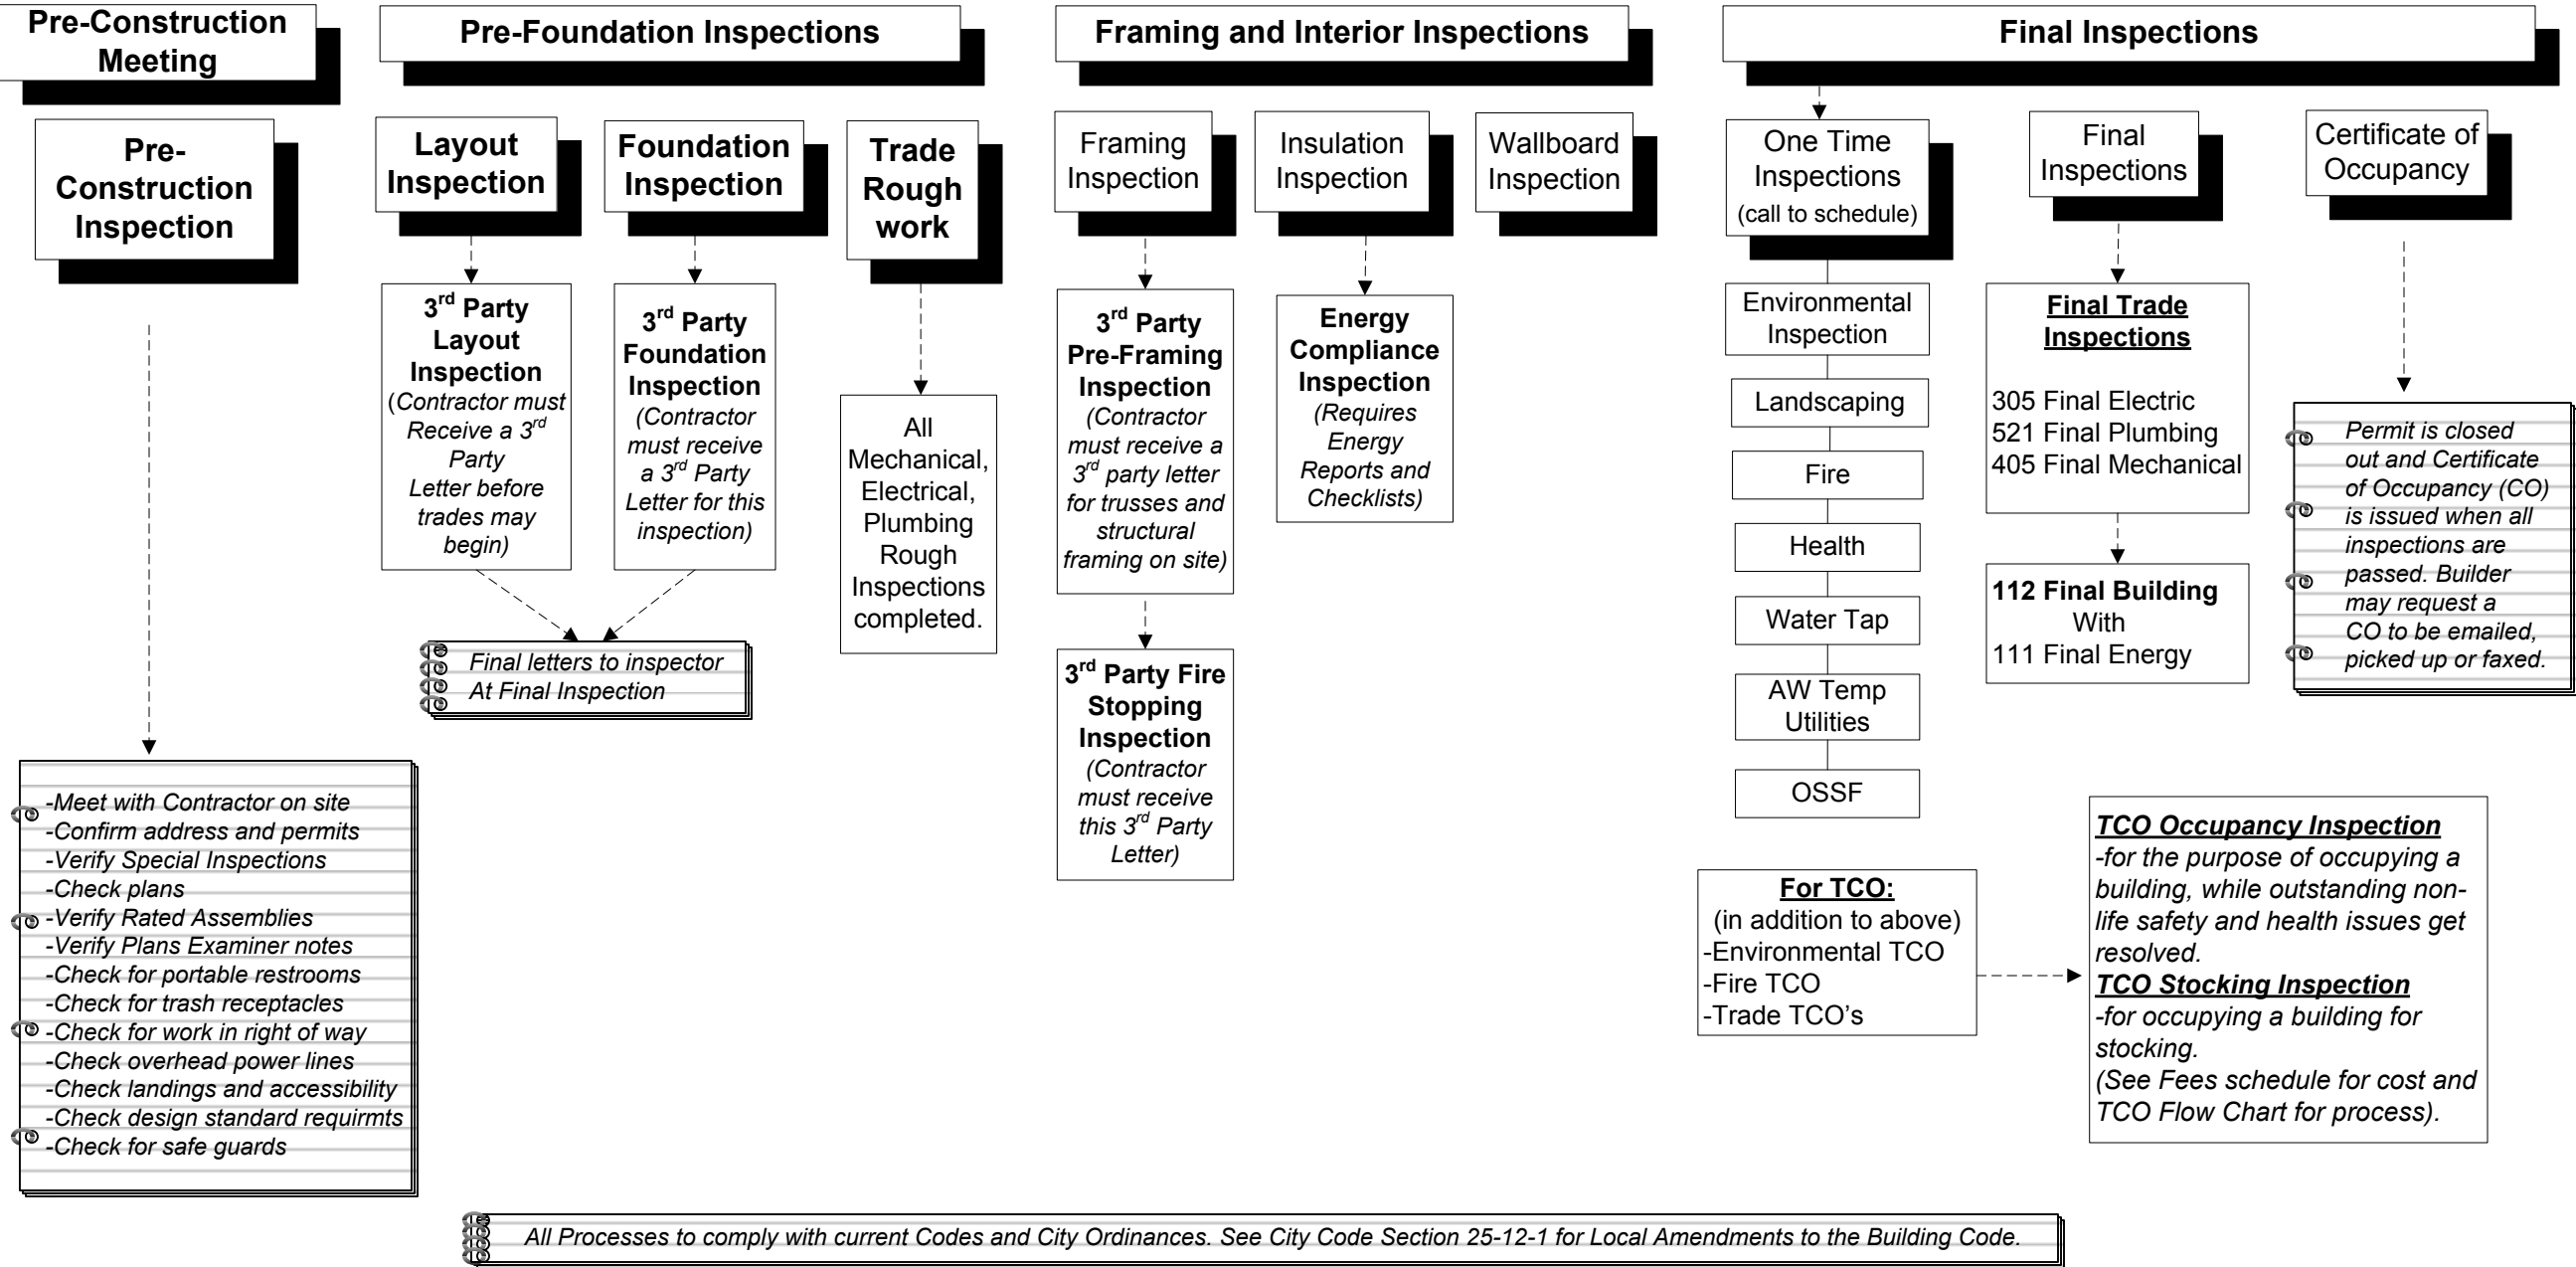 Pre-Construction
Meeting
Pre-
Construction
Inspection
-Meet with Contractor on site
-Confirm address and permits
-Verify Special Inspections
-Check plans
-Verify Rated Assemblies
-Verify Plans Examiner notes
-Check for portable restrooms
-Check for trash receptacles
-Check for work in right of way
-Check overhead power lines
-Check landings and accessibility
-Check design standard requirmts
-Check for safe guards
Pre-Foundation Inspections
Layout
Inspection
3rd Party
Layout
Inspection
(Contractor must
Receive a 3rd
Party
Letter before
trades may
begin)
Foundation
Inspection
3rd Party
Foundation
Inspection
(Contractor
must receive
a 3rd Party
Letter for this
inspection)
Final letters to inspector
At Final Inspection
Trade
Rough
work
All
Mechanical,
Electrical,
Plumbing
Rough
Inspections
completed.
Framing and Interior Inspections
Framing
Inspection
3rd Party
Pre-Framing
Inspection
(Contractor
must receive a
3rd party letter
for trusses and
structural
framing on site)
3rd Party Fire
Stopping
Inspection
(Contractor
must receive
this 3rd Party
Letter)
Insulation
Inspection
Energy
Compliance
Inspection
(Requires
Energy
Reports and
Checklists)
Wallboard
Inspection
Final Inspections
One Time
Inspections
(call to schedule)
Environmental
Inspection
Landscaping
Fire
Health
Water Tap
AW Temp
Utilities
OSSF
For TCO:
(in addition to above)
-Environmental TCO
-Fire TCO
-Trade TCO's
Final
Inspections
Final Trade
Inspections
305 Final Electric
521 Final Plumbing
405 Final Mechanical
112 Final Building
With
111 Final Energy
Certificate of
Occupancy
Permit is closed
out and Certificate
of Occupancy (CO)
is issued when all
inspections are
passed. Builder
may request a
CO to be emailed,
picked up or faxed.
TCO Occupancy Inspection
-for the purpose of occupying a
building, while outstanding non-
life safety and health issues get
resolved.
TCO Stocking Inspection
-for occupying a building for
stocking.
(See Fees schedule for cost and
TCO Flow Chart for process).
All Processes to comply with current Codes and City Ordinances. See City Code Section 25-12-1 for Local Amendments to the Building Code.